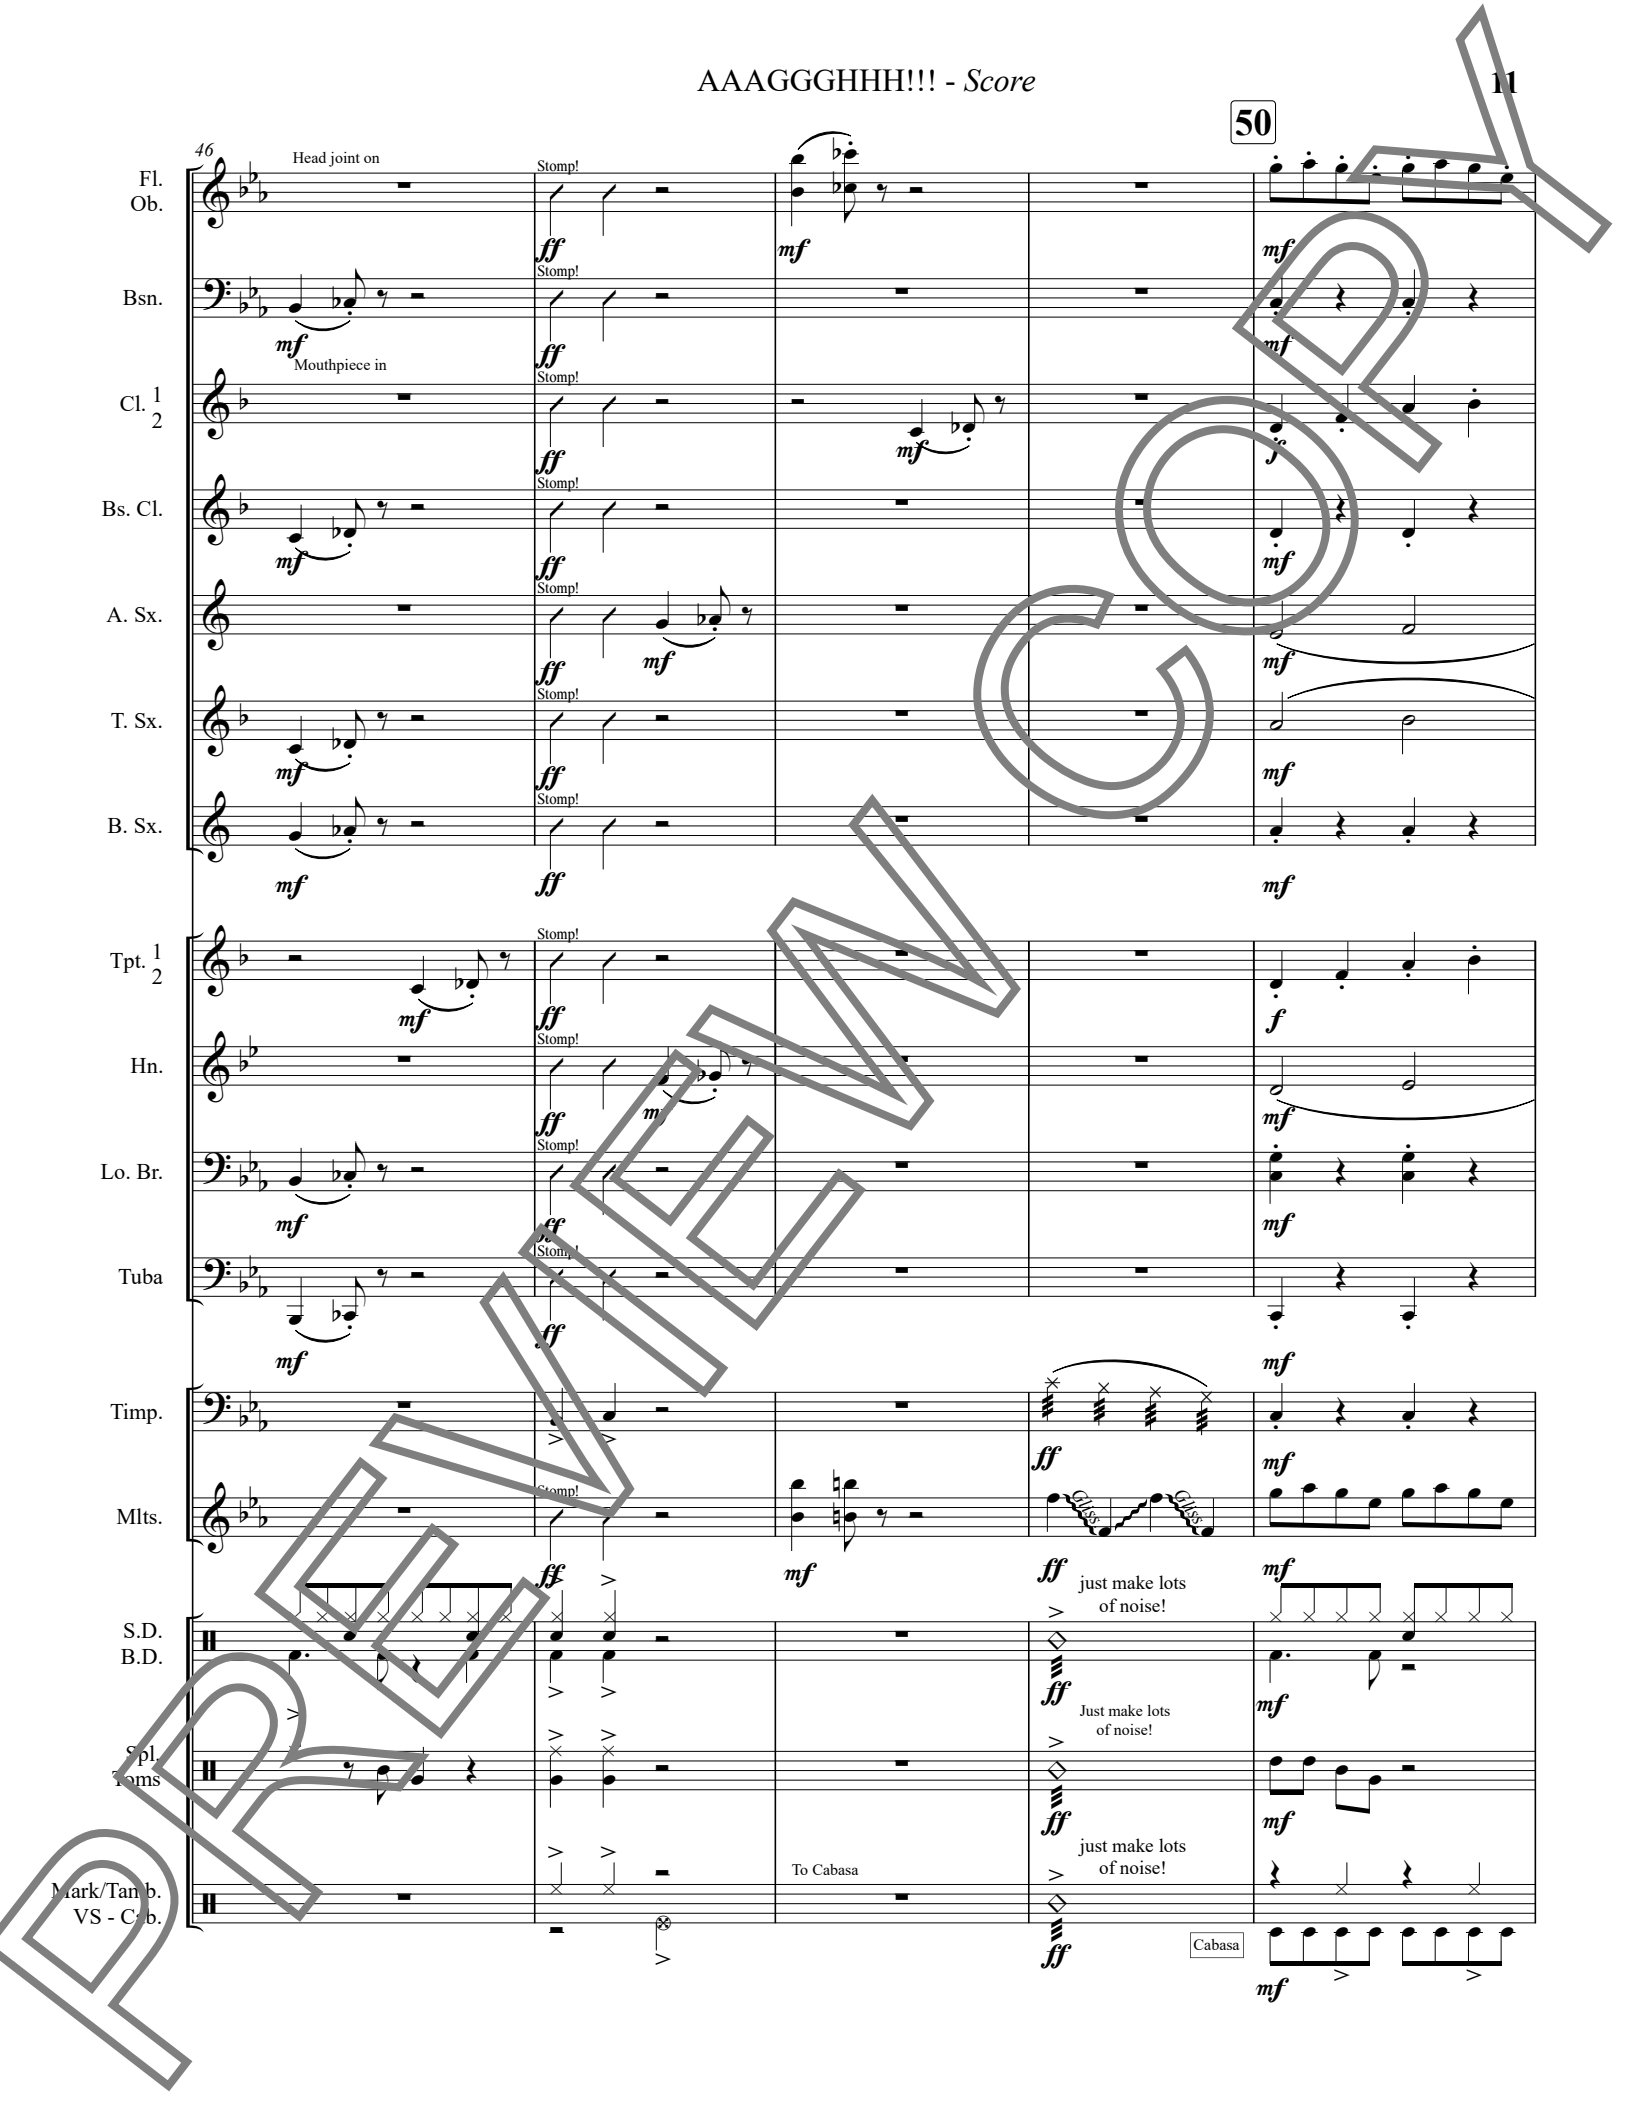 AAAGGGHHH!!! - Score
11
50
46
Head joint on
Fl.
Ob.
Stomp!
ff
mf
mf
Bsn.
mf
Stomp!
ff
mf
Mouthpiece in
Cl. 1
2
Stomp!
ff
mf
f
Bs. Cl.
mf
Stomp!
ff
mf
A. Sx.
Stomp!
ff
mf
mf
T. Sx.
mf
Stomp!
ff
mf
B. Sx.
mf
Stomp!
ff
mf
Tpt. 1
2
mf
Stomp!
ff
f
Hn.
Stomp!
ff
mf
Lo. Br.
mf
Stomp!
ff
mf
Tuba
mf
Stomp!
ff
mf
Timp.
ff
mf
Mlts.
Stomp!
ff
mf
Gliss
Gliss
ff
mf
S.D.
B.D.
just make lots
of noise!
ff
mf
Spl.
Toms
Just make lots
of noise!
ff
mf
Mark/Tamb.
VS - Cab.
To Cabasa
just make lots
of noise!
ff
Cabasa
mf
PREVIEW COPY